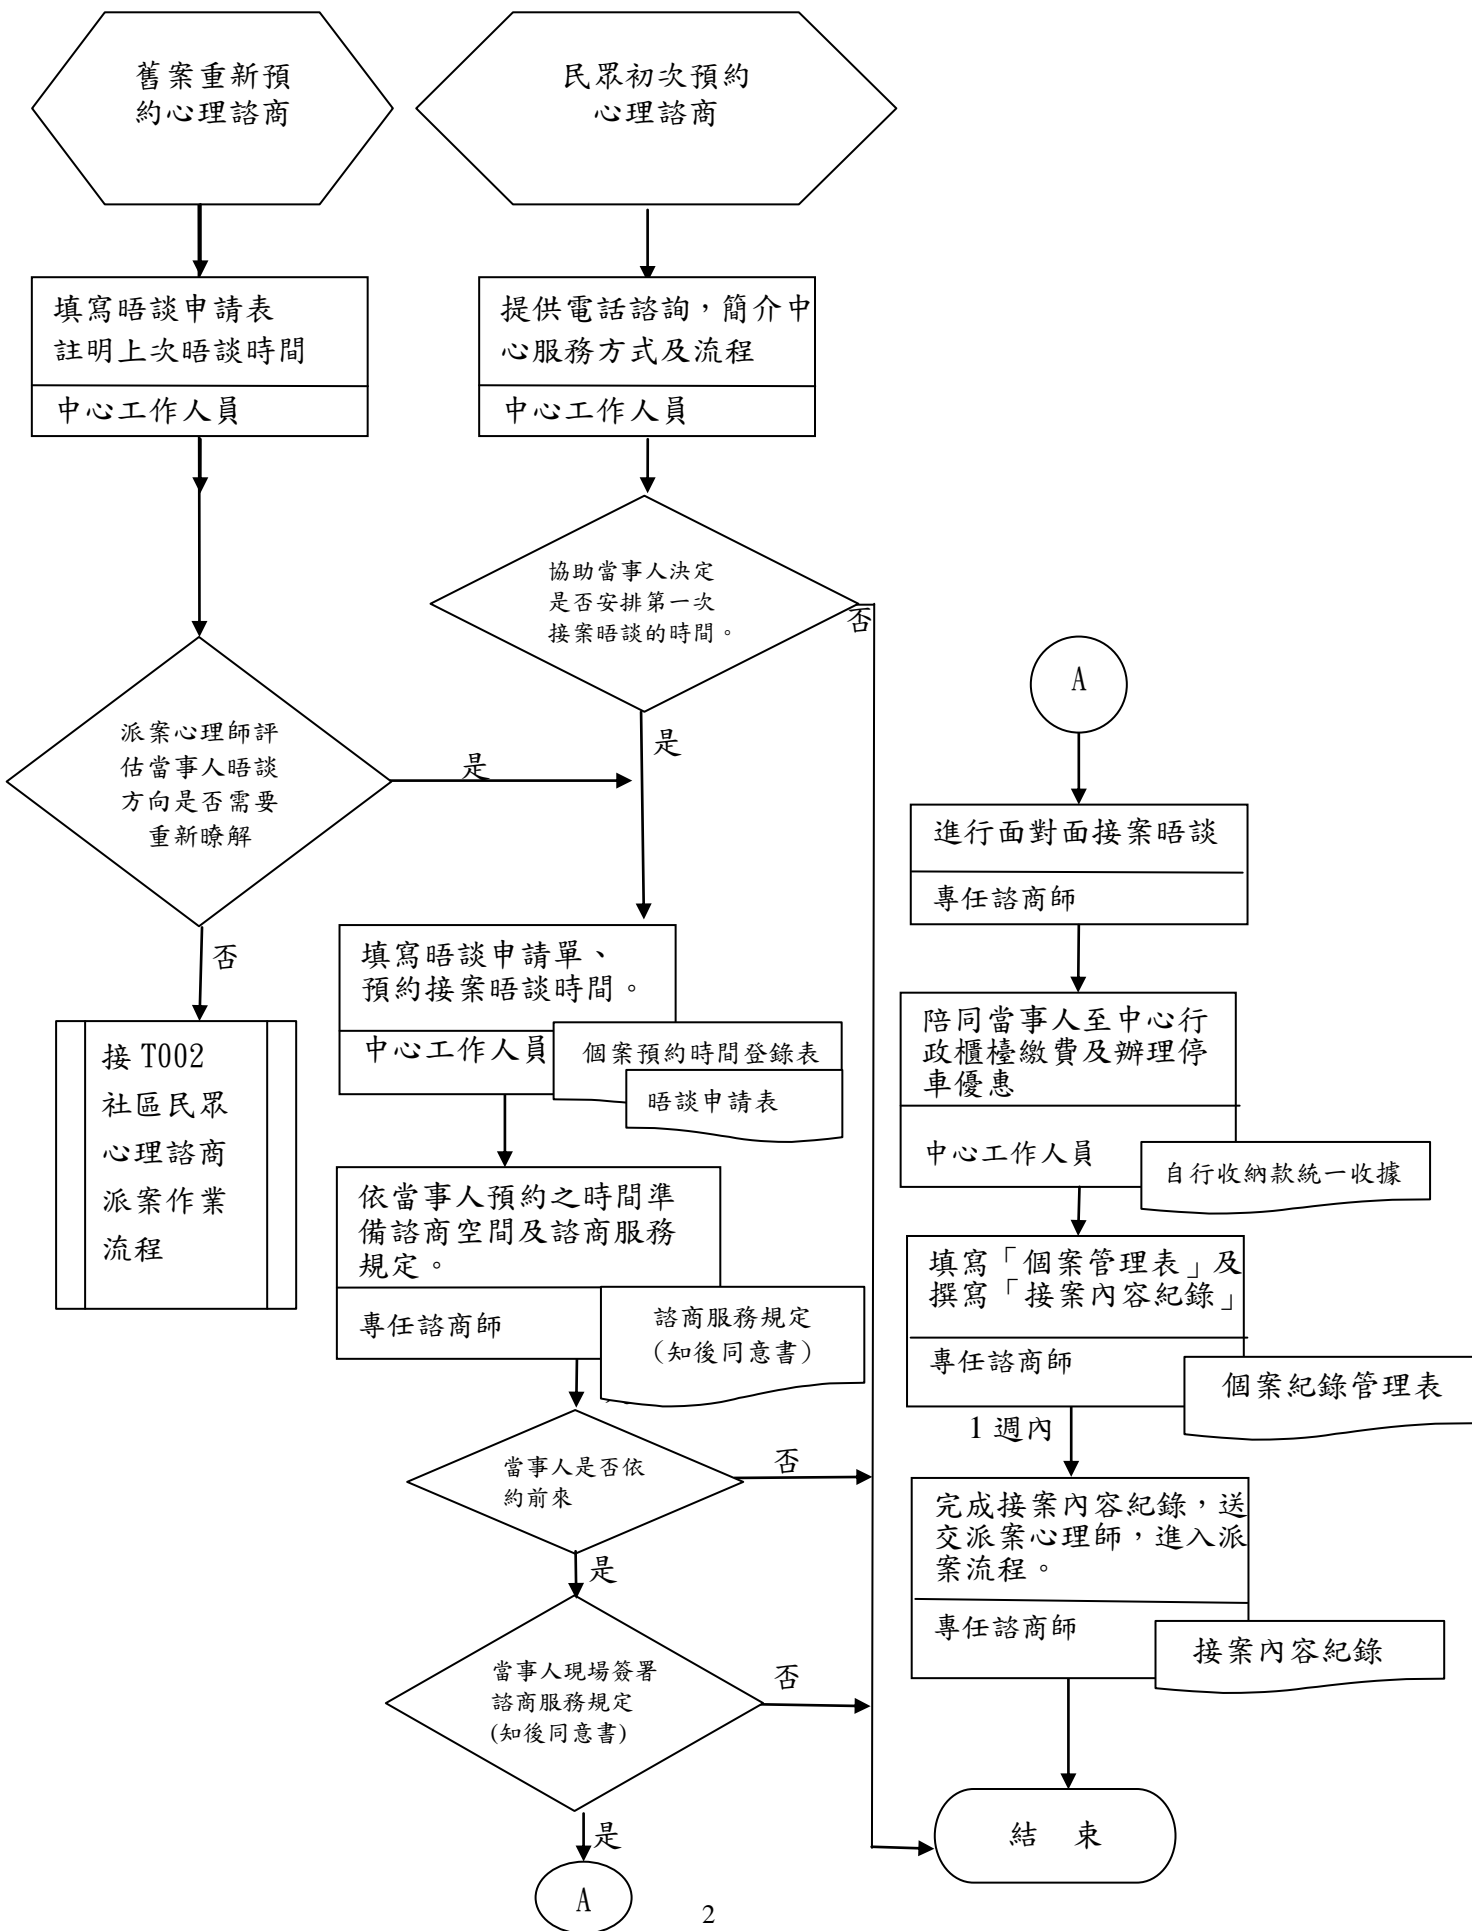 舊案重新預
約心理諮商
民眾初次預約
心理諮商
填寫晤談申請表
註明上次晤談時間
中心工作人員
提供電話諮詢，簡介中
心服務方式及流程
中心工作人員
協助當事人決定
是否安排第一次
接案晤談的時間。
否
是
派案心理師評
估當事人晤談
方向是否需要
重新瞭解
是
否
接 T002
社區民眾
心理諮商
派案作業
流程
填寫晤談申請單、
預約接案晤談時間。
中心工作人員
個案預約時間登錄表
晤談申請表
依當事人預約之時間準
備諮商空間及諮商服務
規定。
專任諮商師
諮商服務規定
（知後同意書）
當事人是否依
約前來
否
是
當事人現場簽署
諮商服務規定
(知後同意書)
否
是
A
A
進行面對面接案晤談
專任諮商師
陪同當事人至中心行
政櫃檯繳費及辦理停
車優惠
中心工作人員
自行收納款統一收據
填寫「個案管理表」及
撰寫「接案內容紀錄」
專任諮商師
個案紀錄管理表
1 週內
完成接案內容紀錄，送
交派案心理師，進入派
案流程。
專任諮商師
接案內容紀錄
結 束
2